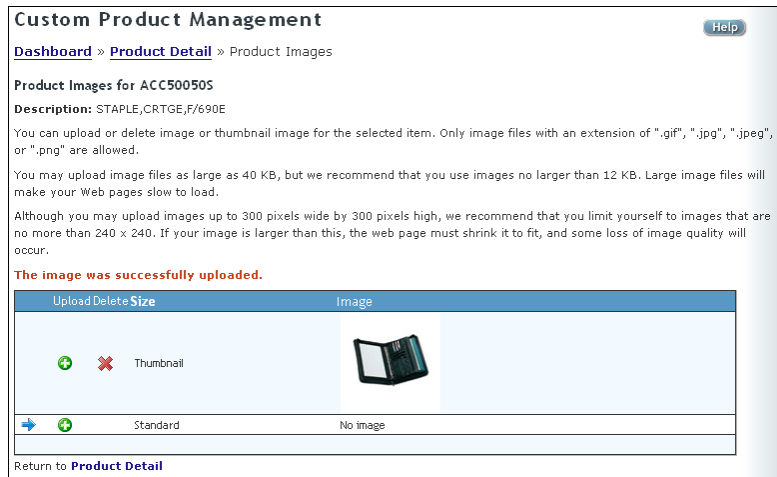 Custom Product Management
Help
Dashboard » Product Detail » Product Images
Product Images for ACC50050S
Description: STAPLE,CRTGE,F/690E
You can upload or delete image or thumbnail image for the selected item. Only image files with an extension of ".gif", ".jpg", ".jpeg",
or ".png" are allowed.
You may upload image files as large as 40 KB, but we recommend that you use images no larger than 12 KB. Large image files will
make your Web pages slow to load.
Although you may upload images up to 300 pixels wide by 300 pixels high, we recommend that you limit yourself to images that are
no more than 240 x 240. If your image is larger than this, the web page must shrink it to fit, and some loss of image quality will
occur.
The image was successfully uploaded.
Upload Delete Size Image
Thumbnail
Standard No image
Return to Product Detail